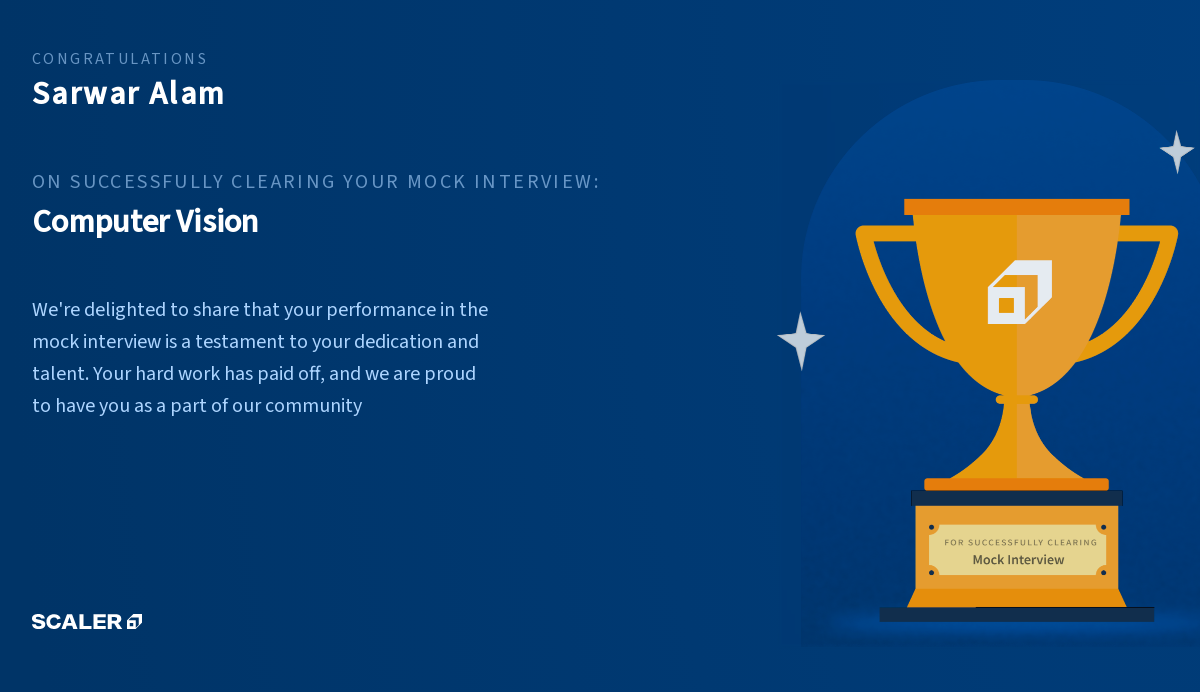 CONGRATULATIONS
Sarwar Alam
ON SUCCESSFULLY CLEARING YOUR MOCK INTERVIEW:
Computer Vision
We're delighted to share that your performance in the
mock interview is a testament to your dedication and
talent. Your hard work has paid off, and we are proud
to have you as a part of our community
FOR SUCCESSFULLY CLEARING
Mock Interview
SCALER